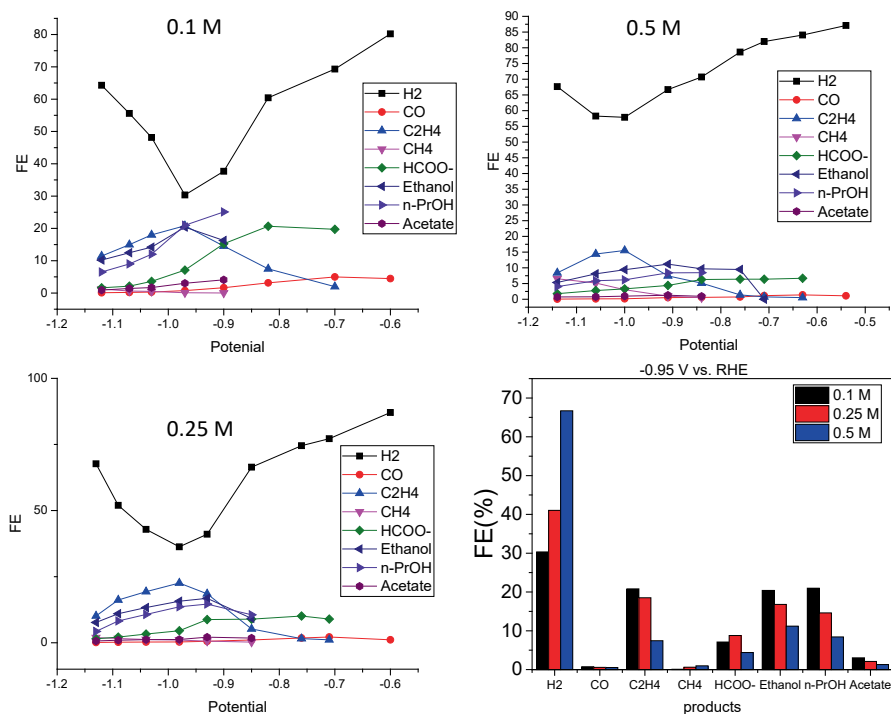 0.1 M
FE
80
70
60
50
40
30
20
10
0
-1.2 -1.1 -1.0 -0.9 -0.8 -0.7 -0.6
Potenial
H2
CO
C2H4
CH4
HCOO-
Ethanol
n-PrOH
Acetate
0.5 M
FE
90
85
80
75
70
65
60
55
50
45
40
35
30
25
20
15
10
5
0
-1.2 -1.1 -1.0 -0.9 -0.8 -0.7 -0.6 -0.5
Potential
H2
CO
C2H4
CH4
HCOO-
Ethanol
n-PrOH
Acetate
0.25 M
FE
100
50
0
-1.2 -1.1 -1.0 -0.9 -0.8 -0.7 -0.6
Potential
H2
CO
C2H4
CH4
HCOO-
Ethanol
n-PrOH
Acetate
-0.95 V vs. RHE
FE(%)
70
60
50
40
30
20
10
0
0.1 M
0.25 M
0.5 M
H2 CO C2H4 CH4 HCOO- Ethanol n-PrOH Acetate
products